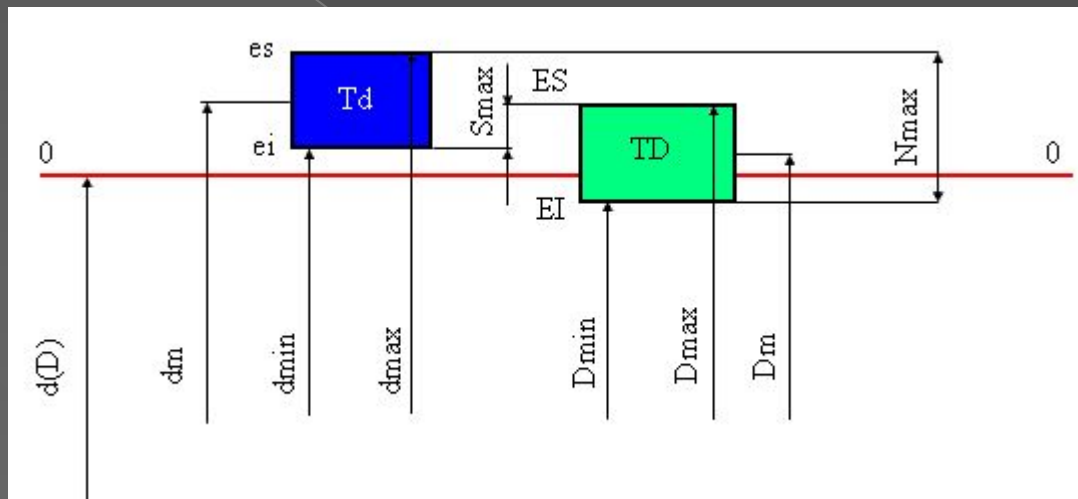 es
ES
Td
Smax
Nmax
ei
TD
0
0
EI
d(D)
dm
dmin
dmax
Dmin
Dmax
Dm